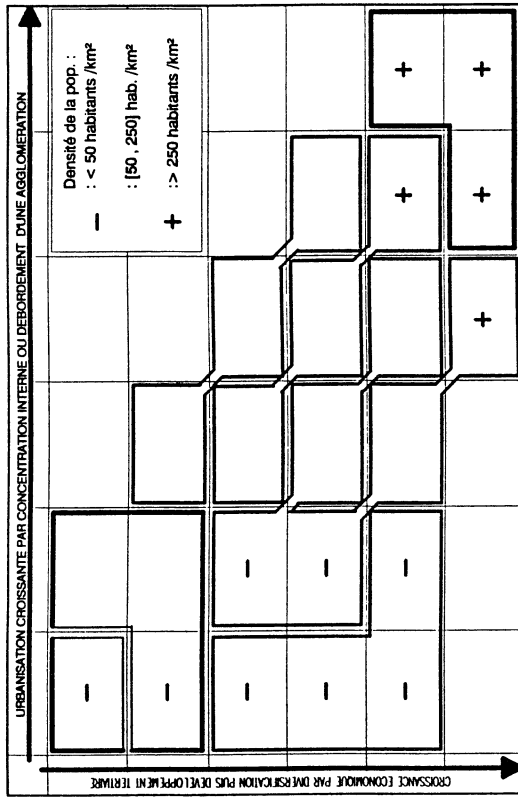 URBANISATION CROISSANTE PAR CONCENTRATION INTERNE OU DEBORDEMENT D'UNE AGGLOMERATION
Densité de la pop. :
− : < 50 habitants /km²
: [50 , 250] hab. /km²
+ :> 250 habitants /km²
+
+
+
+
+
−
−
−
−
−
−
−
−
CROISSANCE ECONOMIQUE PAR DIVERSIFICATION PUIS DEVELOPPEMENT TERTIAIRE